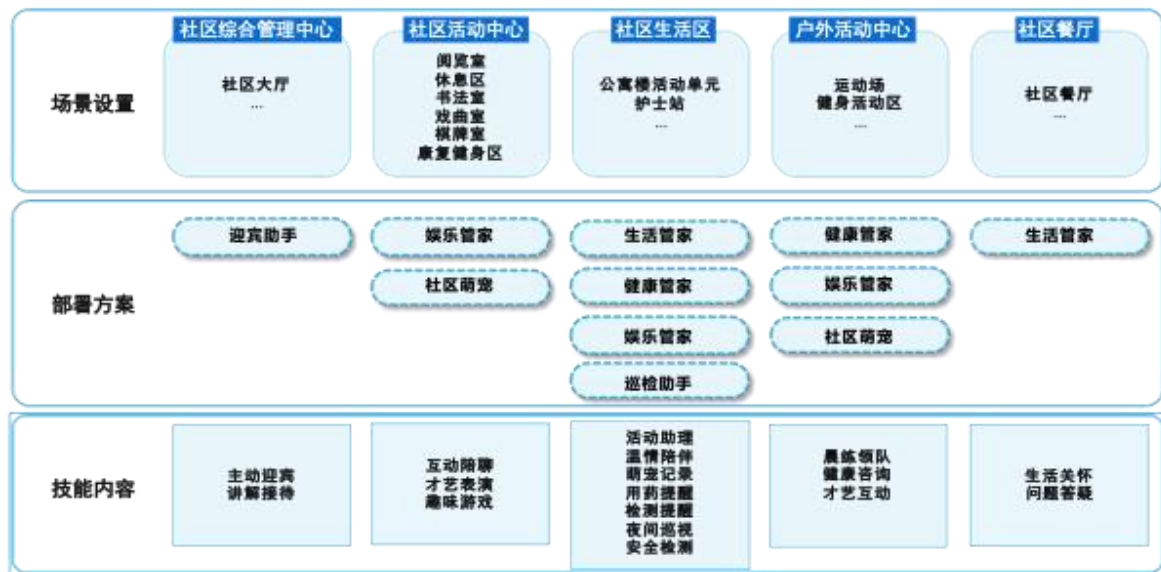 社区综合管理中心
社区活动中心
社区生活区
户外活动中心
社区餐厅
场景设置
社区大厅
...
阅览室
休息区
书法室
戏曲室
棋牌室
康复健身区
公寓楼活动单元
护士站
...
运动场
健身活动区
...
社区餐厅
...
部署方案
迎宾助手
娱乐管家
社区萌宠
生活管家
健康管家
娱乐管家
巡检助手
健康管家
娱乐管家
社区萌宠
生活管家
技能内容
主动迎宾
讲解接待
互动陪聊
才艺表演
趣味游戏
活动助理
温情陪伴
萌宠记录
用药提醒
检测提醒
夜间巡视
安全检测
晨练领队
健康咨询
才艺互动
生活关怀
问题答疑